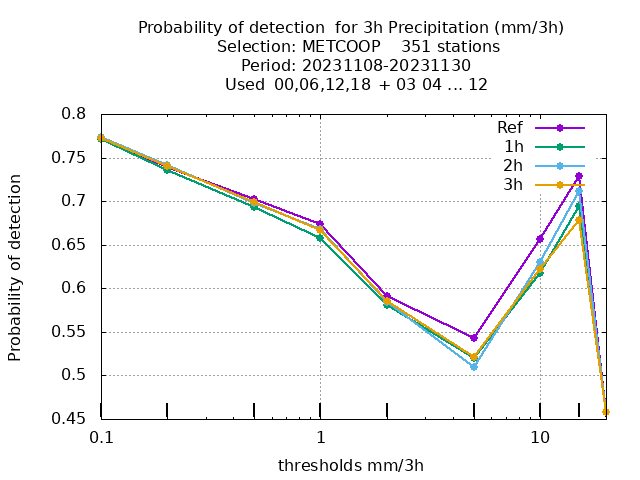 Probability of detection for 3h Precipitation (mm/3h)
Selection: METCOOP 351 stations
Period: 20231108-20231130
Used 00,06,12,18 + 03 04 ... 12
Ref
1h
2h
3h
0.8
0.75
0.7
0.65
0.6
0.55
0.5
0.45
Probability of detection
0.1 1 10
thresholds mm/3h